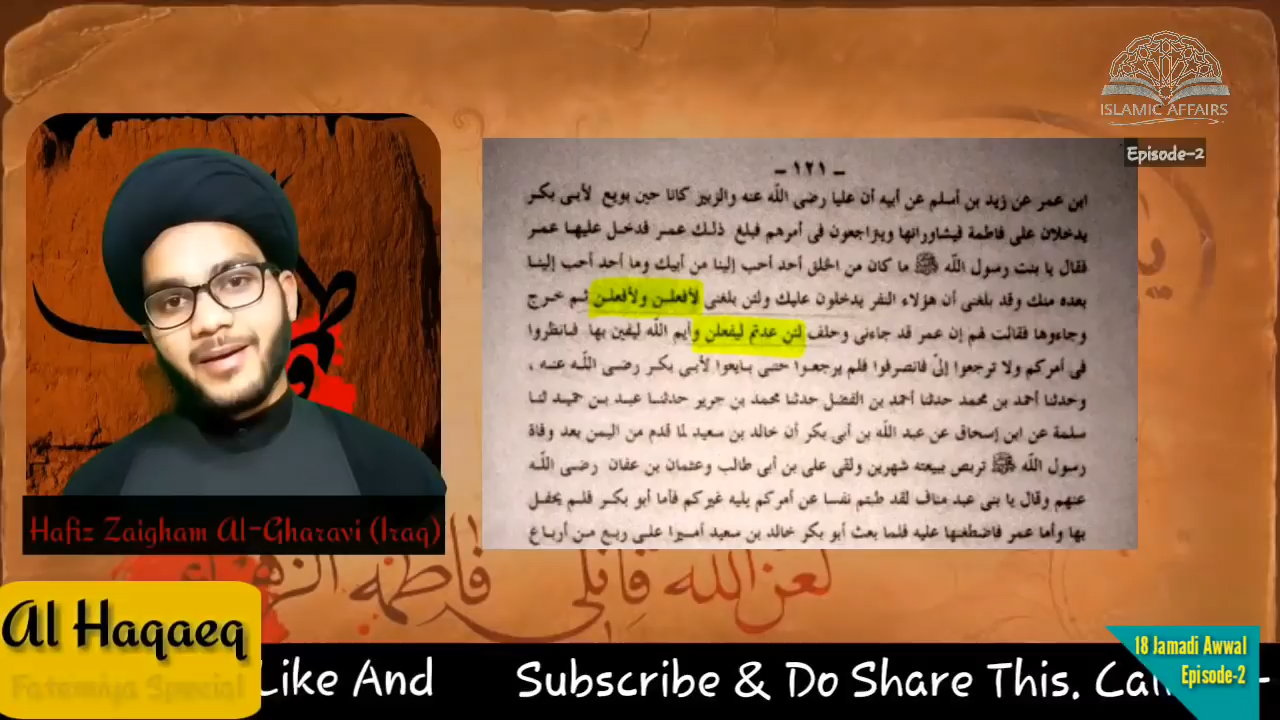 ISLAMIC AFFAIRS
Episode-2
- ١٢١ -
ابن عمر عن زيد بن أسلم عن أبيه أن عليا رضى الله عنه والزبير كانا حين بويع لأبى بكر
يدخلان على فاطمة فيشاورانها ويتراجعون فى أمرهم فبلغ ذلك عمر فدخل عليها عمر
فقال يا بنت رسول الله ﷺ ما كان من الخلق أحد أحب إلينا من أبيك وما أحد أحب إلينا
بعده منك وقد بلغنى أن هؤلاء النفر يدخلون عليك ولئن بلغنى لأفعلن ولأفعلن ثم خرج
وجاءوها فقالت لهم إن عمر قد جاءنى وحلف لئن عدتم ليفعلن وأيم الله ليفين بها فانظروا
فى أمركم ولا ترجعوا إلىّ فانصرفوا فلم يرجعوا حتى بايعوا لأبى بكر رضى الله عنه ،
وحدثنا أحمد بن محمد حدثنا أحمد بن الفضل حدثنا محمد بن جرير حدثنا عبد بن حميد لنا
سلمة عن ابن إسحاق عن عبد الله بن أبى بكر أن خالد بن سعيد لما قدم من اليمن بعد وفاة
رسول الله ﷺ تربص ببيعته شهرين ولقى على بن أبى طالب وعثمان بن عفان رضى الله
عنهم وقال يا بنى عبد مناف لقد طبتم نفسا عن أمركم يليه غيركم فأما أبو بكر فلم يحفل
بها وأما عمر فاضطغنها عليه فلما بعث أبو بكر خالد بن سعيد أميرا على ربع من أرباع
Hafiz Zaigham Al-Gharavi (Iraq)
لعن الله قاتلي فاطمة الزهراء
Al Haqaeq
Fatemiya Special
18 Jamadi Awwal
Episode-2
Like And Subscribe & Do Share This.